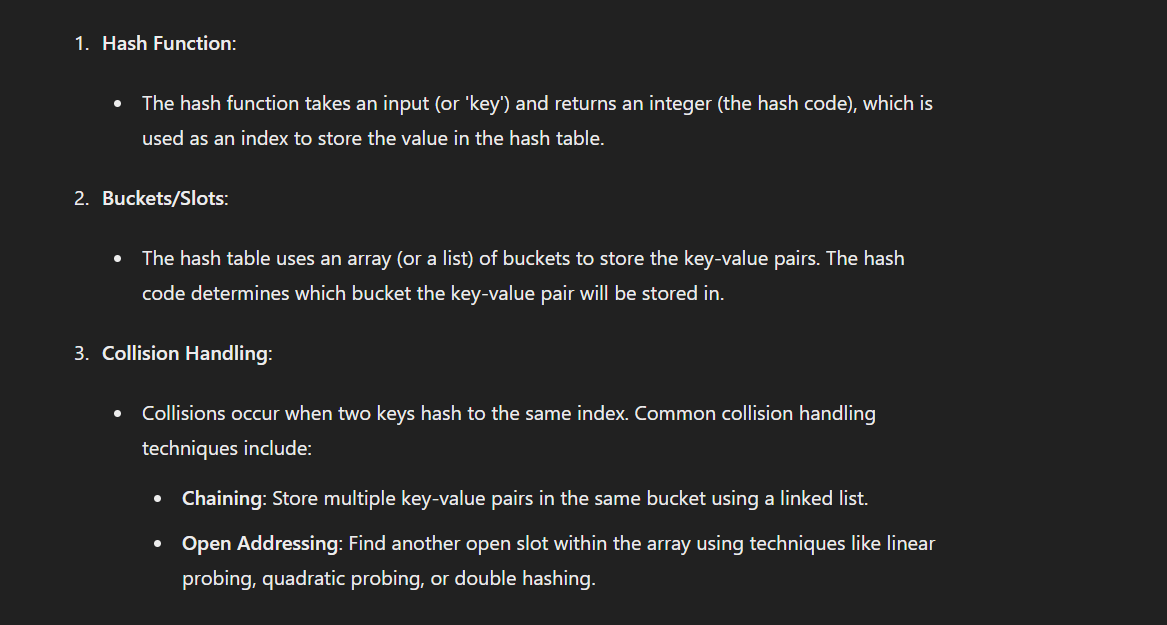 1. Hash Function:
• The hash function takes an input (or 'key') and returns an integer (the hash code), which is
used as an index to store the value in the hash table.
2. Buckets/Slots:
• The hash table uses an array (or a list) of buckets to store the key-value pairs. The hash
code determines which bucket the key-value pair will be stored in.
3. Collision Handling:
• Collisions occur when two keys hash to the same index. Common collision handling
techniques include:
• Chaining: Store multiple key-value pairs in the same bucket using a linked list.
• Open Addressing: Find another open slot within the array using techniques like linear
probing, quadratic probing, or double hashing.